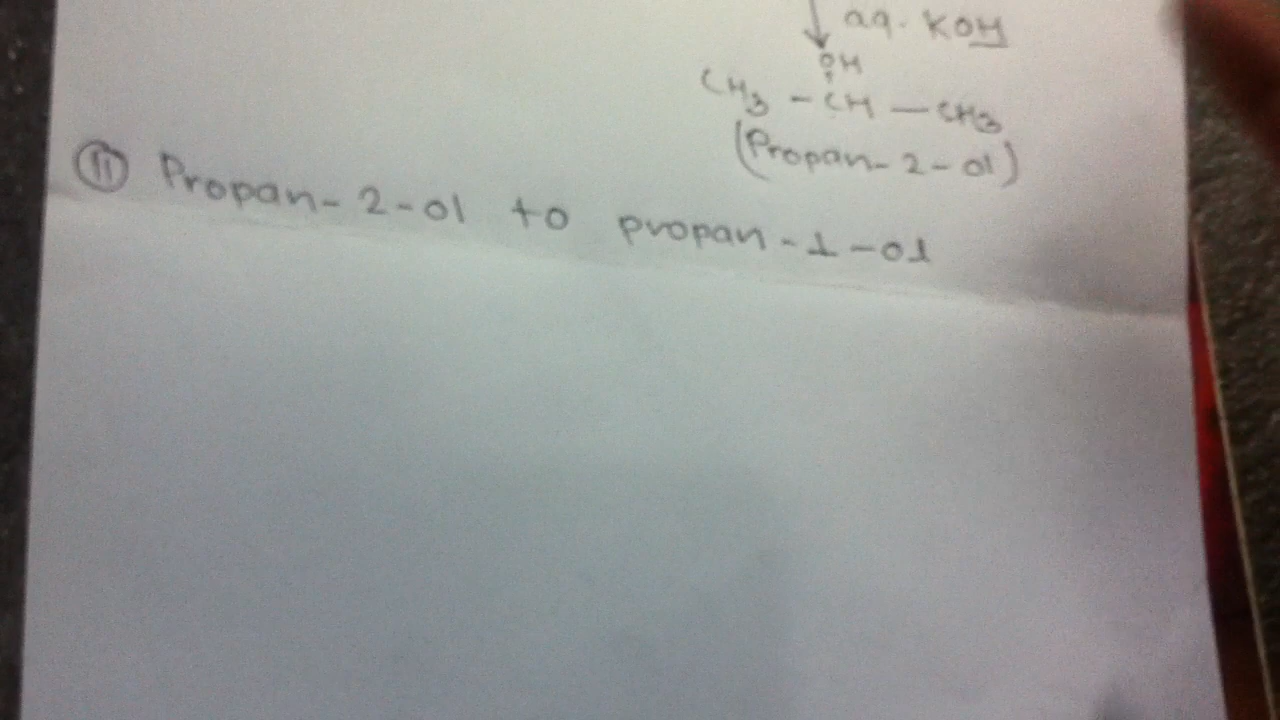 aq. KOH
OH
CH3 - CH - CH3
(Propan-2-ol)
11 Propan-2-ol to propan-1-ol